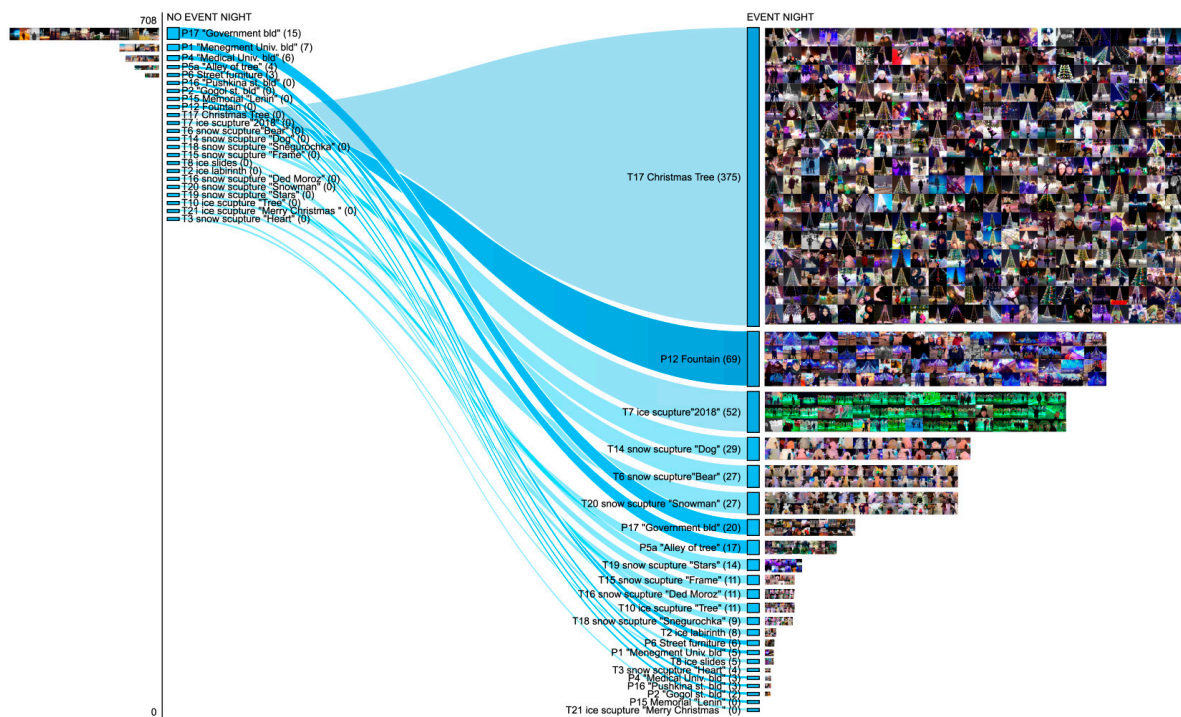 708
NO EVENT NIGHT
P17 "Government bld" (15)
P1 "Menegment Univ. bld" (7)
P4 "Medical Univ. bld" (6)
P5a "Alley of tree" (4)
P6 Street furniture (3)
P16 "Pushkina st. bld" (0)
P2 "Gogol st. bld" (0)
P15 Memorial "Lenin" (0)
P12 Fountain (0)
T17 Christmas Tree (0)
T7 ice scupture"2018" (0)
T6 snow scupture"Bear" (0)
T14 snow scupture "Dog" (0)
T18 snow scupture "Snegurochka" (0)
T15 snow scupture "Frame" (0)
T8 ice slides (0)
T2 ice labirinth (0)
T16 snow scupture "Ded Moroz" (0)
T20 snow scupture "Snowman" (0)
T19 snow scupture "Stars" (0)
T10 ice scupture "Tree" (0)
T21 ice scupture "Merry Christmas " (0)
T3 snow scupture "Heart" (0)
0
EVENT NIGHT
T17 Christmas Tree (375)
P12 Fountain (69)
T7 ice scupture"2018" (52)
T14 snow scupture "Dog" (29)
T6 snow scupture"Bear" (27)
T20 snow scupture "Snowman" (27)
P17 "Government bld" (20)
P5a "Alley of tree" (17)
T19 snow scupture "Stars" (14)
T15 snow scupture "Frame" (11)
T16 snow scupture "Ded Moroz" (11)
T10 ice scupture "Tree" (11)
T18 snow scupture "Snegurochka" (9)
T2 ice labirinth (8)
P6 Street furniture (6)
P1 "Menegment Univ. bld" (5)
T8 ice slides (5)
T3 snow scupture "Heart" (4)
P4 "Medical Univ. bld" (3)
P16 "Pushkina st. bld" (3)
P2 "Gogol st. bld" (2)
P15 Memorial "Lenin" (0)
T21 ice scupture "Merry Christmas " (0)